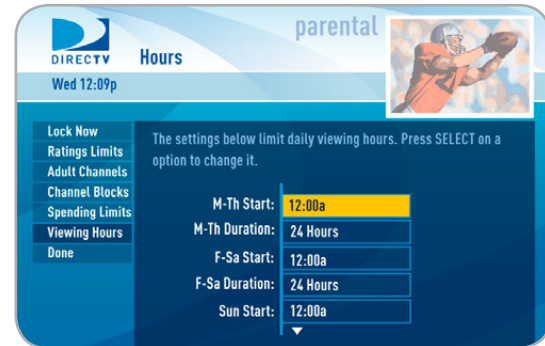 parental
DIRECTV
Hours
Wed 12:09p
Lock Now
Ratings Limits
Adult Channels
Channel Blocks
Spending Limits
Viewing Hours
Done
The settings below limit daily viewing hours. Press SELECT on a
option to change it.
M-Th Start: 12:00a
M-Th Duration: 24 Hours
F-Sa Start: 12:00a
F-Sa Duration: 24 Hours
Sun Start: 12:00a